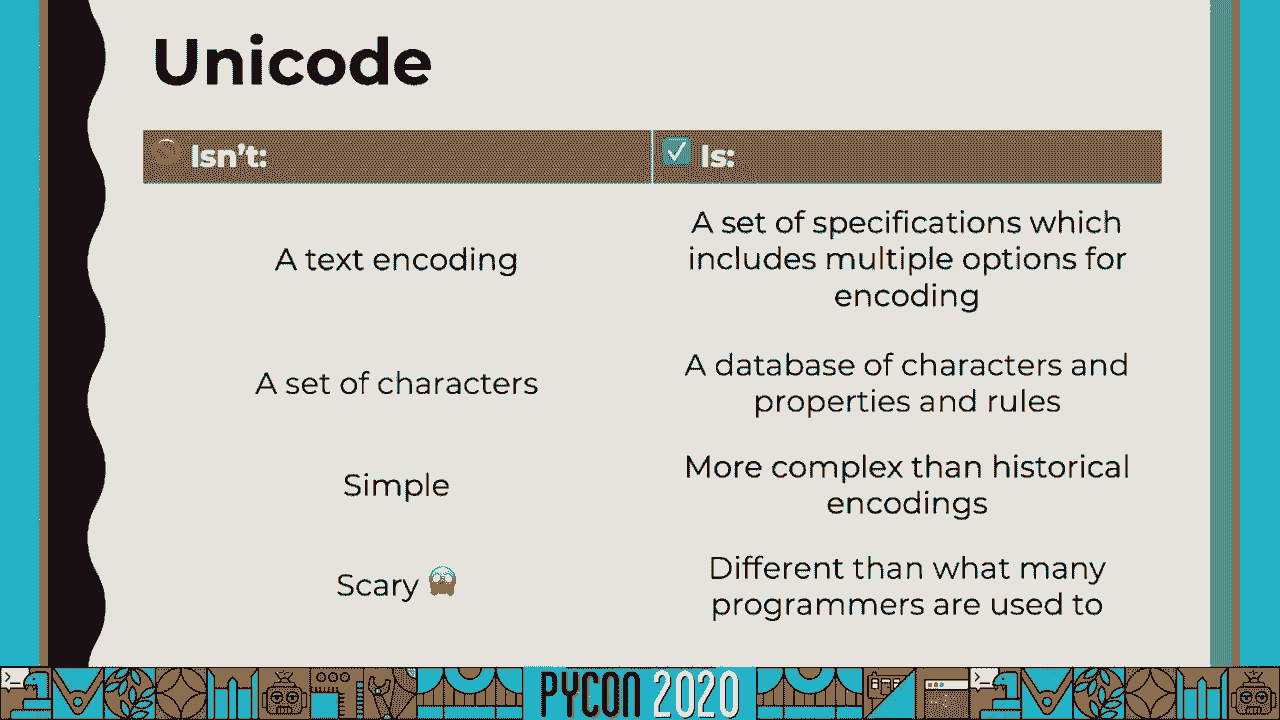 Unicode
🚫 Isn't:
☑ Is:
A text encoding
A set of specifications which
includes multiple options for
encoding
A set of characters
A database of characters and
properties and rules
Simple
More complex than historical
encodings
Scary 😱
Different than what many
programmers are used to
PYCON 2020